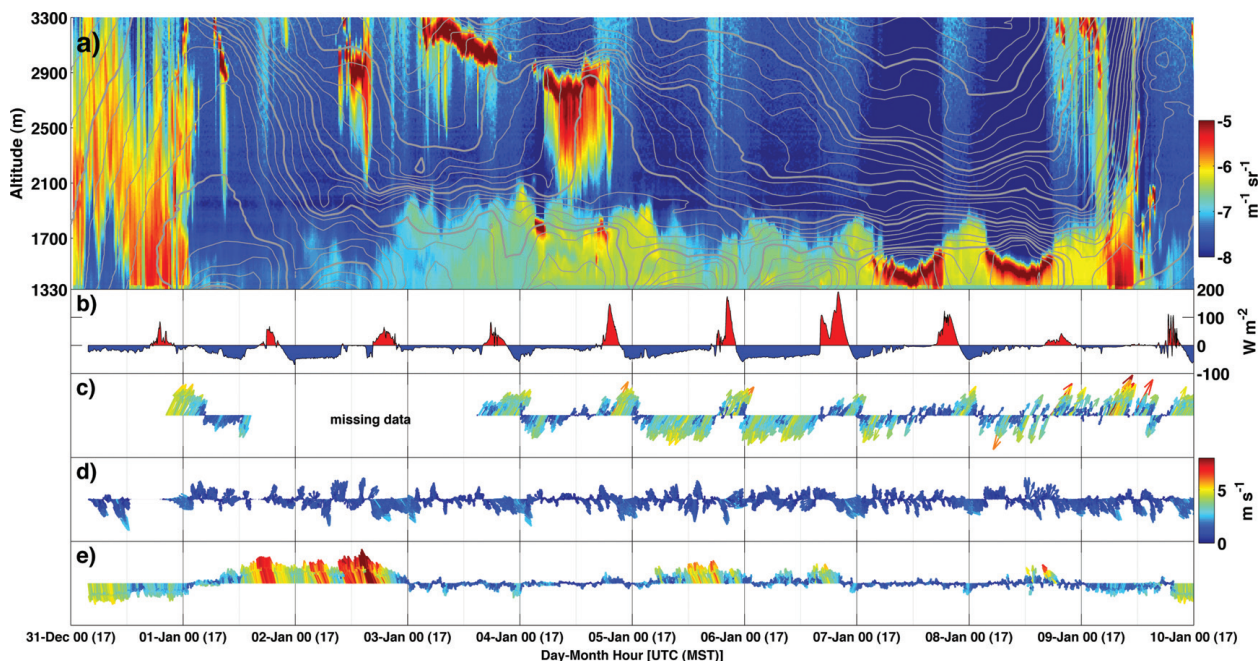 3300
a)
2900
2500
2100
1700
1330
Altitude (m)
-5
-6
-7
-8
m⁻¹ sr⁻¹
b)
200
100
0
-100
W m⁻²
c)
missing data
d)
5
0
m s⁻¹
e)
31-Dec 00 (17) 01-Jan 00 (17) 02-Jan 00 (17) 03-Jan 00 (17) 04-Jan 00 (17) 05-Jan 00 (17) 06-Jan 00 (17) 07-Jan 00 (17) 08-Jan 00 (17) 09-Jan 00 (17) 10-Jan 00 (17)
Day-Month Hour [UTC (MST)]